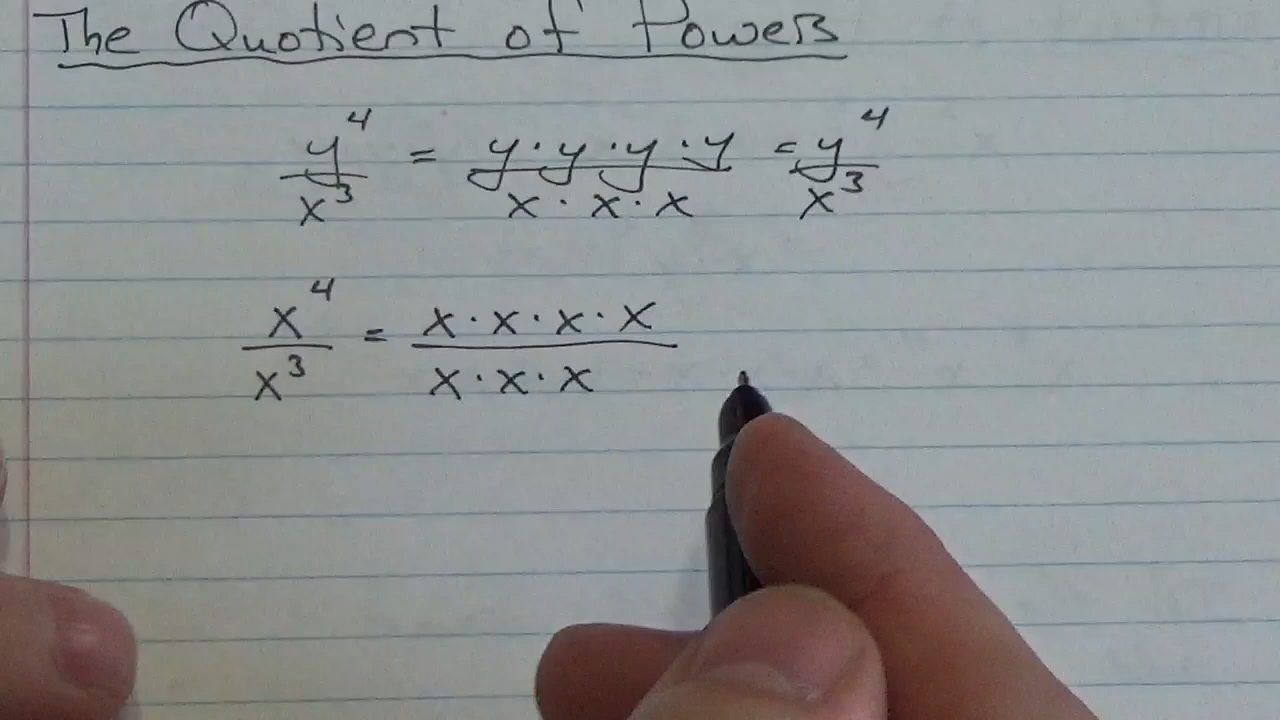 The Quotient of Powers
y^4/x^3 = y·y·y·y/x·x·x = y^4/x^3
x^4/x^3 = x·x·x·x/x·x·x